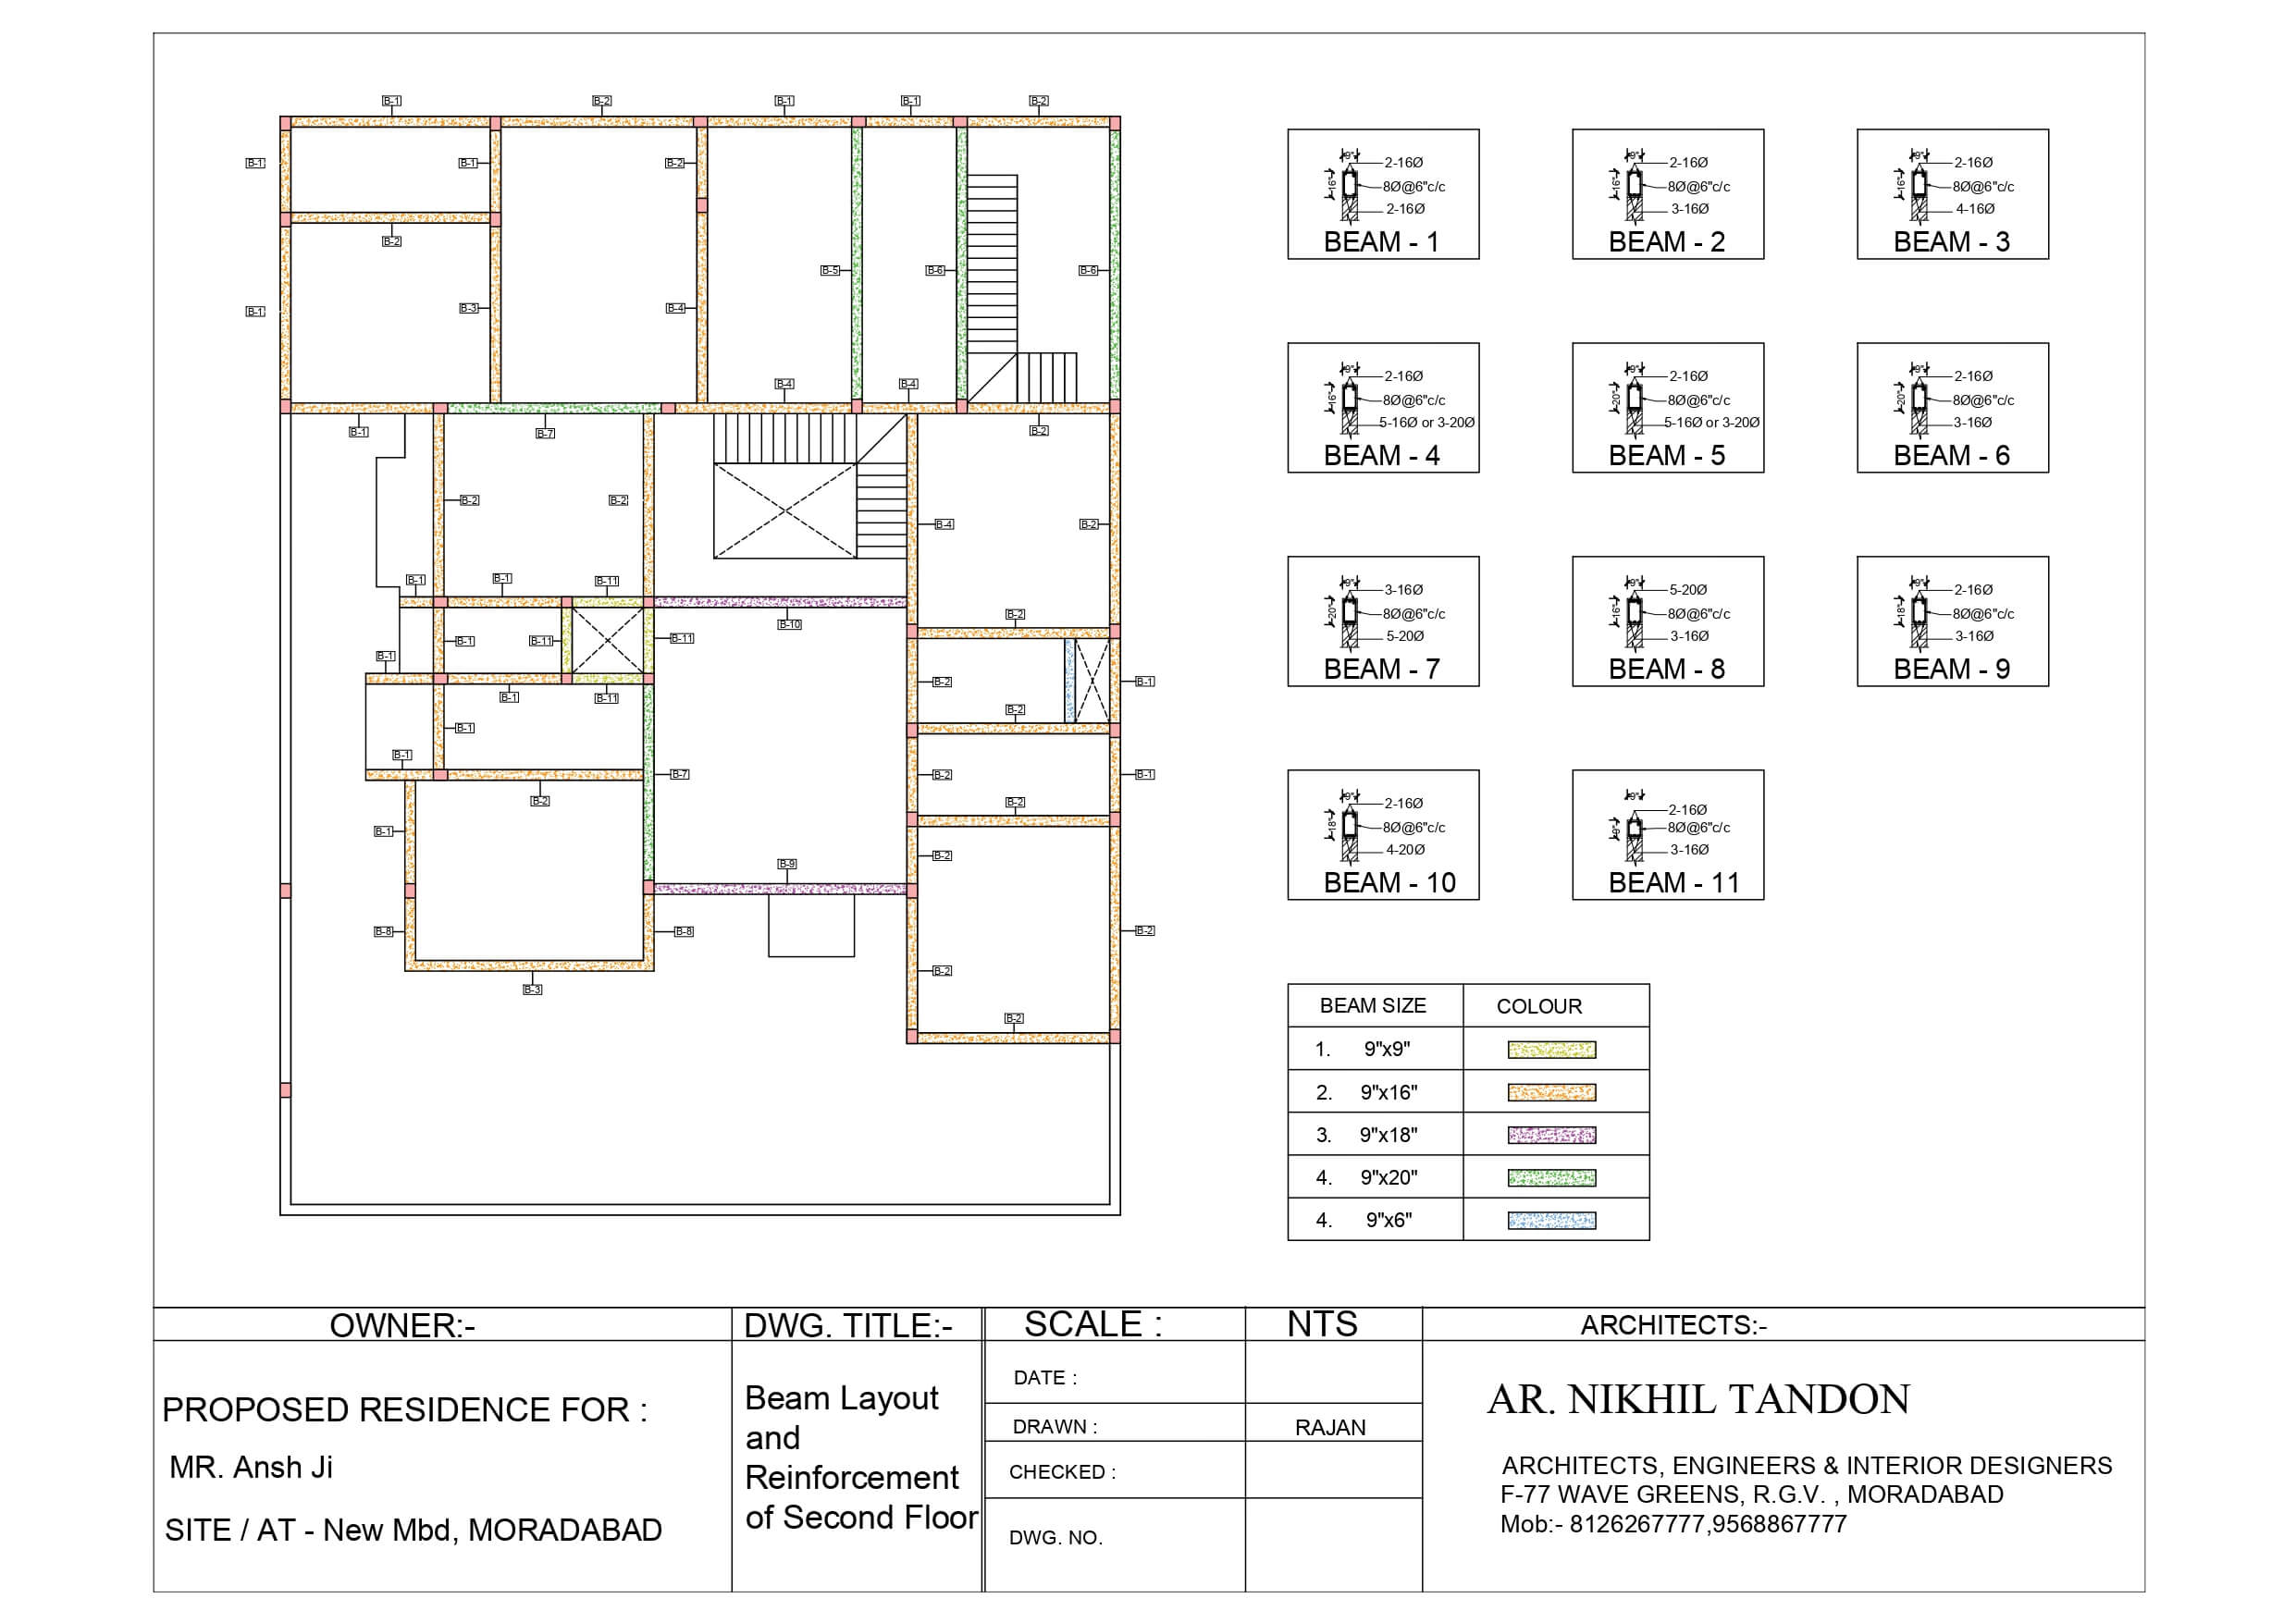 B-1 B-2 B-1 B-1 B-2
B-1 B-1 B-2
B-2
B-5 B-6 B-6
B-1 B-3 B-4
B-4 B-4
B-1 B-7 B-2
B-2 B-2
B-4 B-2
B-1 B-1 B-11
B-2
B-10
B-1 B-11 B-11
B-1
B-2 B-1
B-1 B-11
B-2
B-1
B-1
B-7 B-2 B-1
B-2 B-2
B-1
B-2
B-9
B-8 B-8 B-2
B-2
B-3
B-2
9"
16"
2-16Ø
8Ø@6"c/c
2-16Ø
BEAM - 1
9"
16"
2-16Ø
8Ø@6"c/c
3-16Ø
BEAM - 2
9"
16"
2-16Ø
8Ø@6"c/c
4-16Ø
BEAM - 3
9"
16"
2-16Ø
8Ø@6"c/c
5-16Ø or 3-20Ø
BEAM - 4
9"
20"
2-16Ø
8Ø@6"c/c
5-16Ø or 3-20Ø
BEAM - 5
9"
20"
2-16Ø
8Ø@6"c/c
3-16Ø
BEAM - 6
9"
20"
3-16Ø
8Ø@6"c/c
5-20Ø
BEAM - 7
9"
16"
5-20Ø
8Ø@6"c/c
3-16Ø
BEAM - 8
9"
18"
2-16Ø
8Ø@6"c/c
3-16Ø
BEAM - 9
9"
18"
2-16Ø
8Ø@6"c/c
4-20Ø
BEAM - 10
9"
9"
2-16Ø
8Ø@6"c/c
3-16Ø
BEAM - 11
BEAM SIZE COLOUR
1. 9"x9"
2. 9"x16"
3. 9"x18"
4. 9"x20"
4. 9"x6"
OWNER:-
PROPOSED RESIDENCE FOR :
MR. Ansh Ji
SITE / AT - New Mbd, MORADABAD
DWG. TITLE:-
Beam Layout
and
Reinforcement
of Second Floor
SCALE : NTS
DATE :
DRAWN : RAJAN
CHECKED :
DWG. NO.
ARCHITECTS:-
AR. NIKHIL TANDON
ARCHITECTS, ENGINEERS & INTERIOR DESIGNERS
F-77 WAVE GREENS, R.G.V. , MORADABAD
Mob:- 8126267777,9568867777